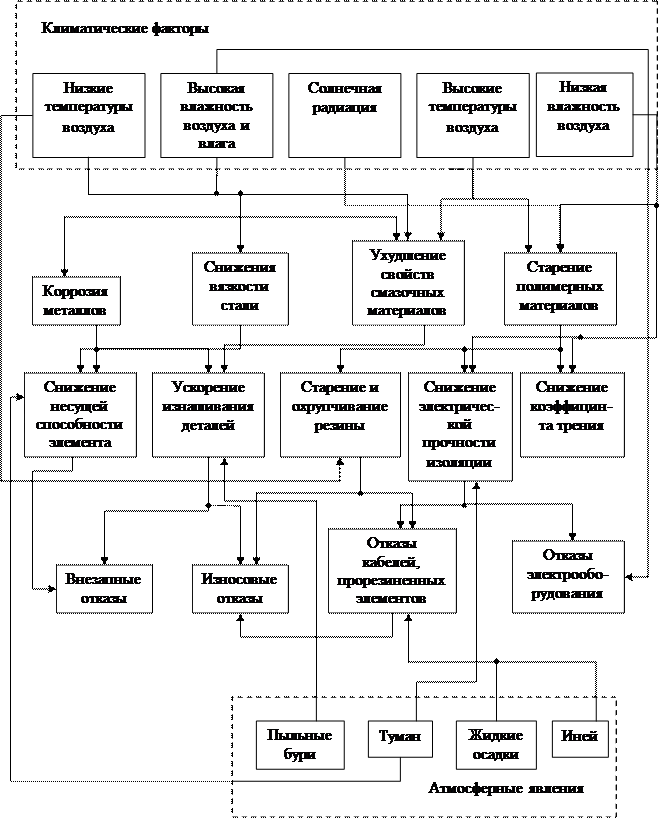 Климатические факторы
Низкие
температуры
воздуха
Высокая
влажность
воздуха и
влага
Солнечная
радиация
Высокие
температуры
воздуха
Низкая
влажность
воздуха
Коррозия
металлов
Снижения
вязкости
стали
Ухудшение
свойств
смазочных
материалов
Старение
полимерных
материалов
Снижение
несущей
способности
элемента
Ускорение
изнашивания
деталей
Старение и
охрупчивание
резины
Снижение
электричес-
кой
прочности
изоляции
Снижение
коэффицин-
та трения
Внезапные
отказы
Износовые
отказы
Отказы
кабелей,
прорезиненных
элементов
Отказы
электрообо-
рудования
Пыльные
бури
Туман
Жидкие
осадки
Иней
Атмосферные явления